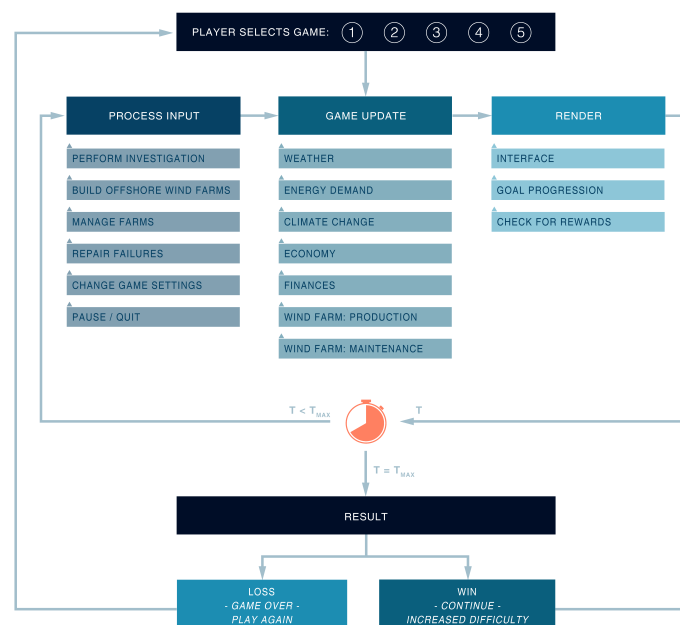 PLAYER SELECTS GAME: 1 2 3 4 5
PROCESS INPUT
PERFORM INVESTIGATION
BUILD OFFSHORE WIND FARMS
MANAGE FARMS
REPAIR FAILURES
CHANGE GAME SETTINGS
PAUSE / QUIT
GAME UPDATE
WEATHER
ENERGY DEMAND
CLIMATE CHANGE
ECONOMY
FINANCES
WIND FARM: PRODUCTION
WIND FARM: MAINTENANCE
RENDER
INTERFACE
GOAL PROGRESSION
CHECK FOR REWARDS
T < TMAX
T
T = TMAX
RESULT
LOSS
- GAME OVER -
PLAY AGAIN
WIN
- CONTINUE -
INCREASED DIFFICULTY